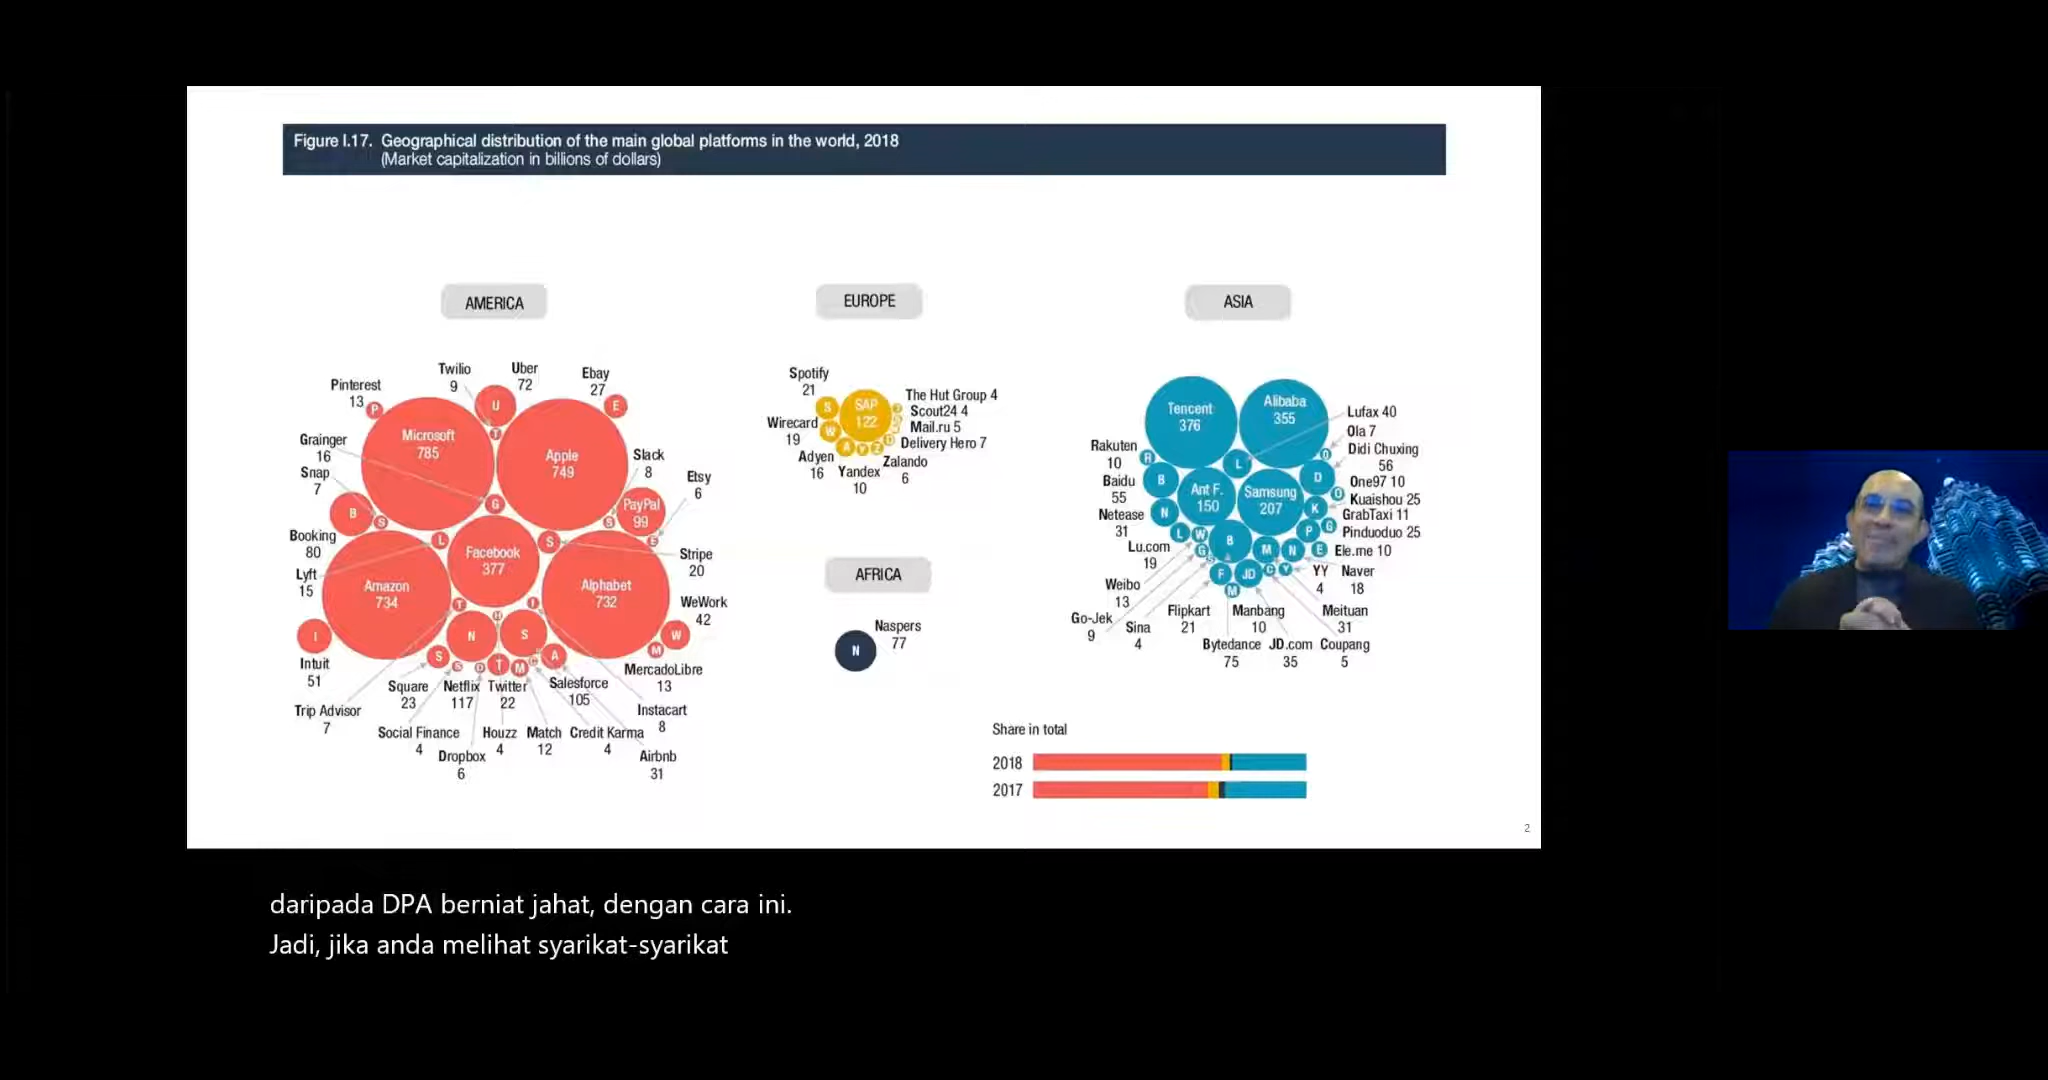 Figure I.17. Geographical distribution of the main global platforms in the world, 2018
(Market capitalization in billions of dollars)
AMERICA
Twilio
9
Uber
72
Ebay
27
Pinterest
13
P
U
E
T
Microsoft
785
Apple
749
Grainger
16
Snap
7
Slack
8
Etsy
6
B
S
G
S
PayPal
99
E
Booking
80
L
Facebook
377
S
Stripe
20
Lyft
15
Amazon
734
Alphabet
732
WeWork
42
T
H
I
I
N
S
W
M
S
S
D
T
M
C
A
Intuit
51
MercadoLibre
13
Square
23
Netflix
117
Twitter
22
Salesforce
105
Trip Advisor
7
Instacart
8
Social Finance
4
Houzz
4
Match
12
Credit Karma
4
Dropbox
6
Airbnb
31
EUROPE
Spotify
21
S
SAP
122
The Hut Group 4
Scout24 4
Mail.ru 5
Delivery Hero 7
Wirecard
19
W
A
Y
Z
D
Adyen
16
Yandex
10
Zalando
6
AFRICA
Naspers
77
N
ASIA
Tencent
376
Alibaba
355
Lufax 40
Ola 7
Didi Chuxing
56
One97 10
Kuaishou 25
GrabTaxi 11
Pinduoduo 25
Ele.me 10
Rakuten
10
R
L
O
D
O
Baidu
55
B
Ant F.
150
Samsung
207
K
Netease
31
N
L
W
G
B
M
N
P
G
E
Lu.com
19
F
JD
C
Y
M
YY
4
Naver
18
Weibo
13
Go-Jek
9
Sina
4
Flipkart
21
Manbang
10
Meituan
31
Bytedance
75
JD.com
35
Coupang
5
Share in total
2018
2017
2
daripada DPA berniat jahat, dengan cara ini.
Jadi, jika anda melihat syarikat-syarikat